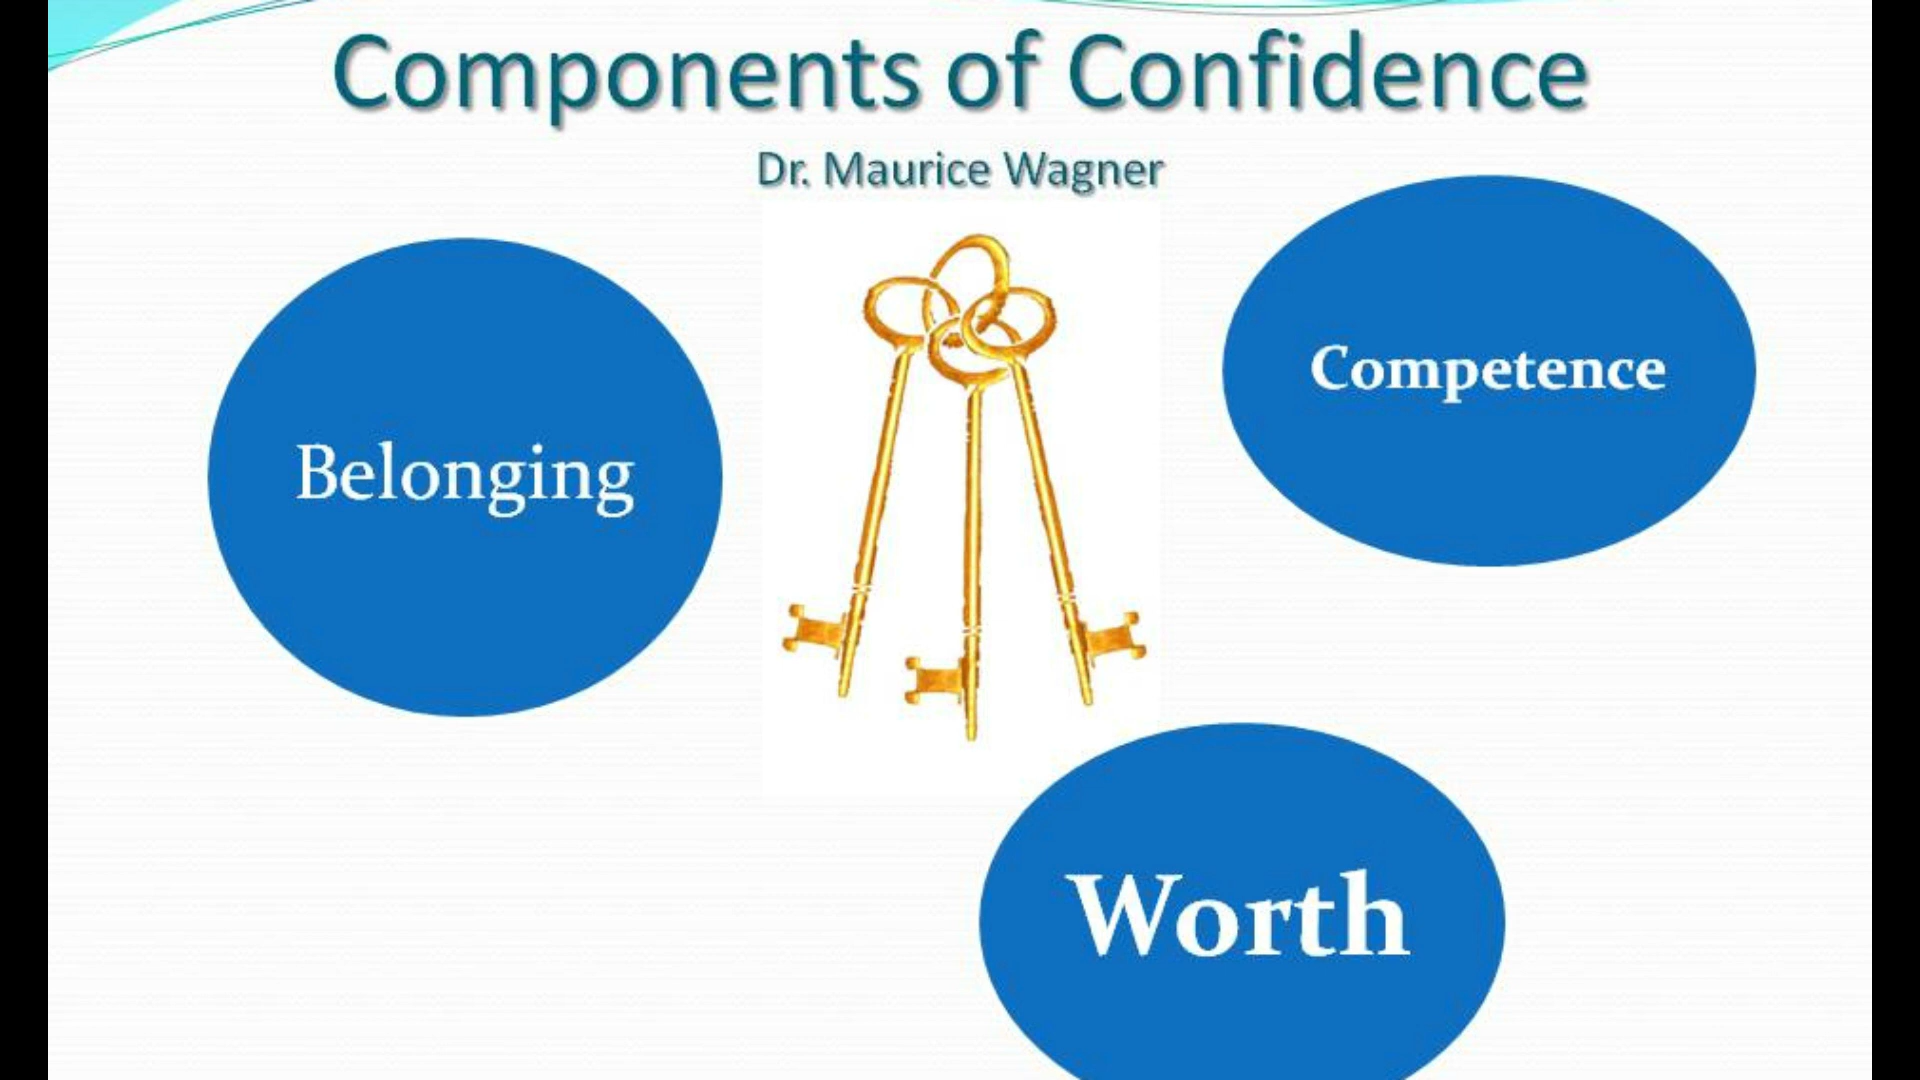 Components of Confidence
Dr. Maurice Wagner
Belonging
Competence
Worth